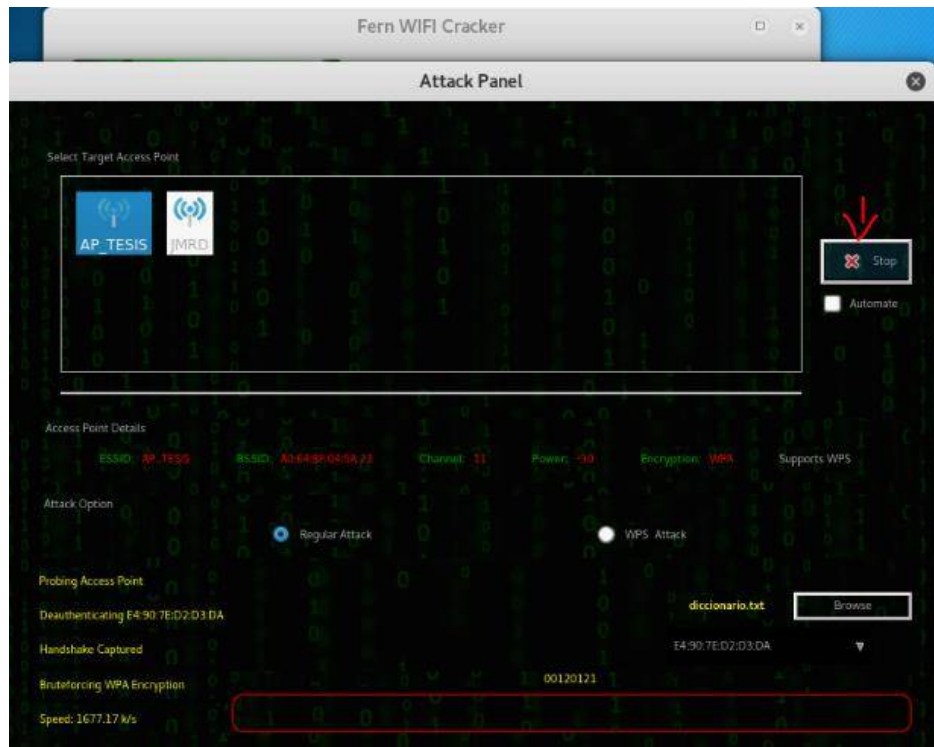 Fern WIFI Cracker
Attack Panel
Select Target Access Point
AP_TESIS JMRD
Stop
Automate
Access Point Details
ESSID: AP_TESIS BSSID: Channel: 11 Power: -30 Encryption: WPA Supports WPS
Attack Option
Regular Attack WPS Attack
Probing Access Point
diccionario.txt Browse
Deauthenticating E4:90:7E:D2:D3:DA
Handshake Captured E4:90:7E:D2:D3:DA
Bruteforcing WPA Encryption 00120121
Speed: 1677.17 k/s